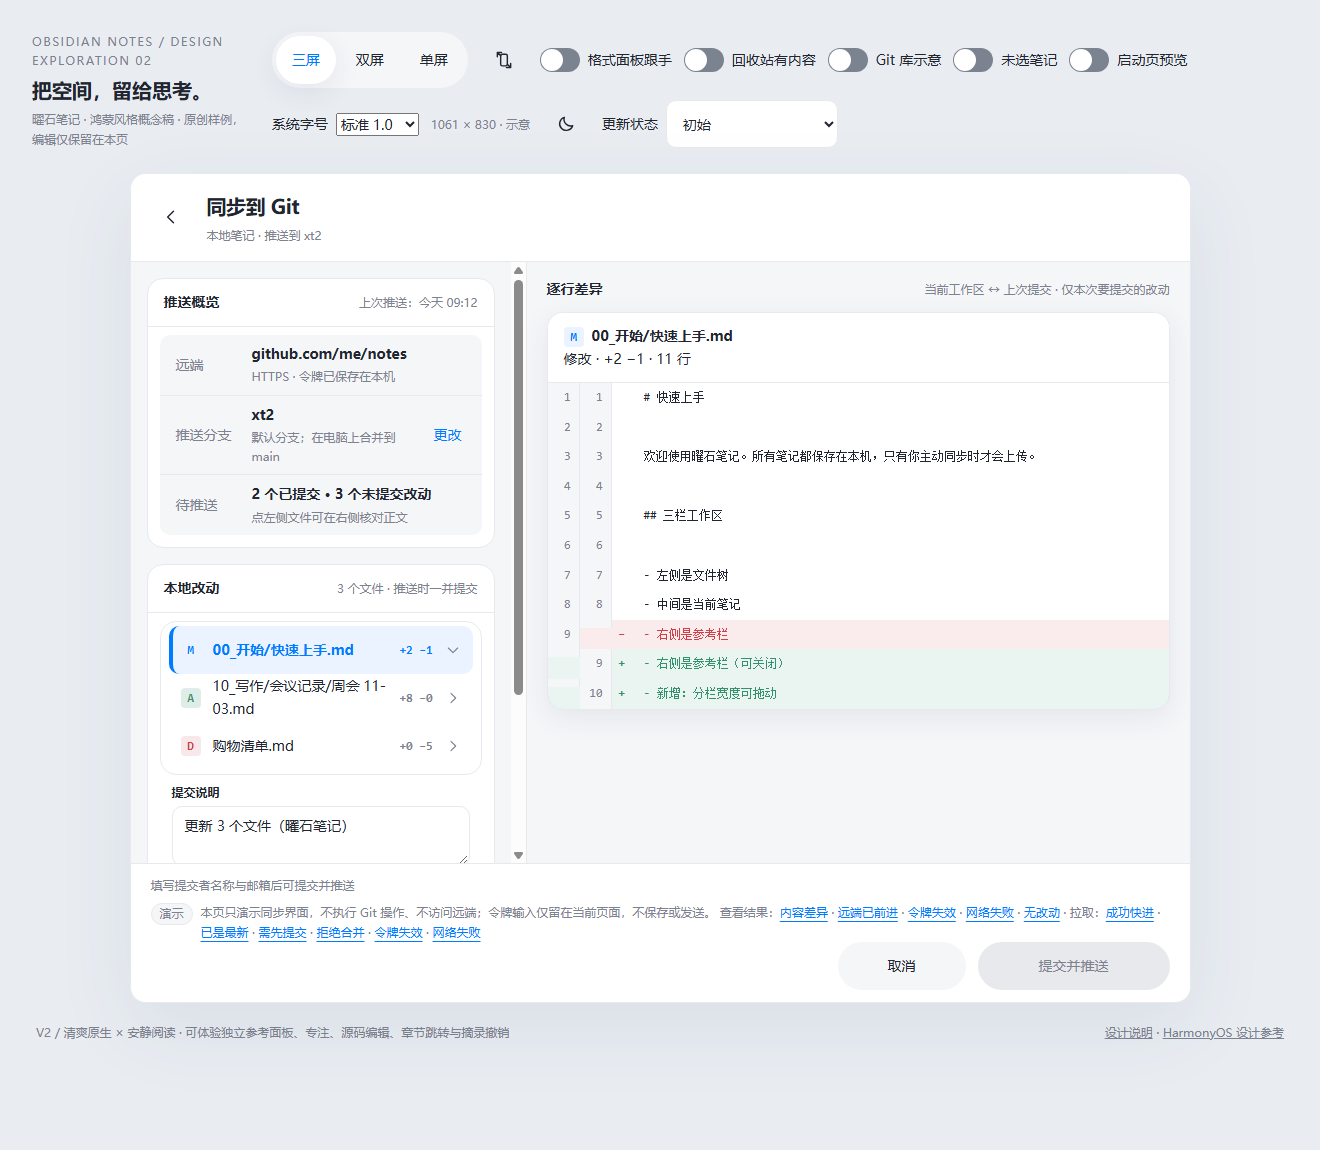 OBSIDIAN NOTES / DESIGN
EXPLORATION 02
把空间，留给思考。
曜石笔记 · 鸿蒙风格概念稿 · 原创样例，
编辑仅保留在本页
三屏 双屏 单屏
格式面板跟手 回收站有内容 Git 库示意 未选笔记 启动页预览
系统字号 标准 1.0 1061 × 830 · 示意 更新状态 初始
同步到 Git
本地笔记 · 推送到 xt2
推送概览 上次推送：今天 09:12
远端 github.com/me/notes
HTTPS · 令牌已保存在本机
推送分支 xt2
默认分支；在电脑上合并到
main
更改
待推送 2 个已提交 • 3 个未提交改动
点左侧文件可在右侧核对正文
本地改动 3 个文件 · 推送时一并提交
M 00_开始/快速上手.md +2 −1
A 10_写作/会议记录/周会 11-
03.md +8 −0
D 购物清单.md +0 −5
提交说明
更新 3 个文件（曜石笔记）
逐行差异 当前工作区 ↔ 上次提交 · 仅本次要提交的改动
M 00_开始/快速上手.md
修改 · +2 −1 · 11 行
1 1 # 快速上手
2 2
3 3 欢迎使用曜石笔记。所有笔记都保存在本机，只有你主动同步时才会上传。
4 4
5 5 ## 三栏工作区
6 6
7 7 - 左侧是文件树
8 8 - 中间是当前笔记
9 − - 右侧是参考栏
9 + - 右侧是参考栏（可关闭）
10 + - 新增：分栏宽度可拖动
填写提交者名称与邮箱后可提交并推送
演示 本页只演示同步界面，不执行 Git 操作、不访问远端；令牌输入仅留在当前页面，不保存或发送。 查看结果：内容差异 · 远端已前进 · 令牌失效 · 网络失败 · 无改动 · 拉取：成功快进 ·
已是最新 · 需先提交 · 拒绝合并 · 令牌失效 · 网络失败
取消 提交并推送
V2 / 清爽原生 × 安静阅读 · 可体验独立参考面板、专注、源码编辑、章节跳转与摘录撤销 设计说明 · HarmonyOS 设计参考